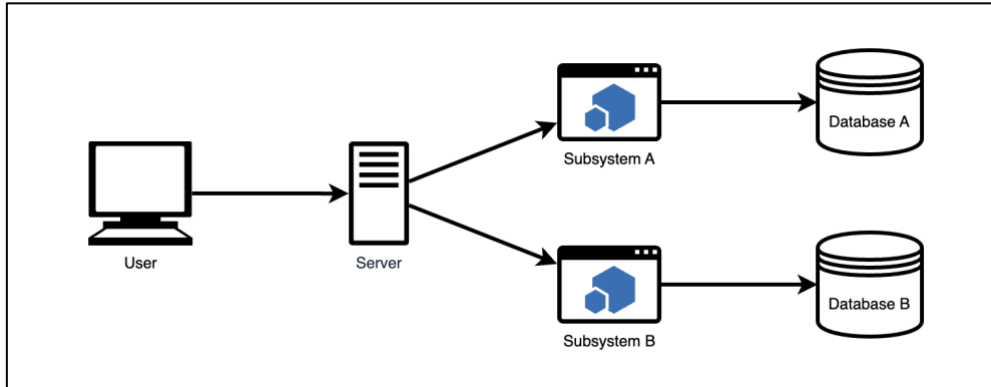 User
Server
Subsystem A
Database A
Subsystem B
Database B